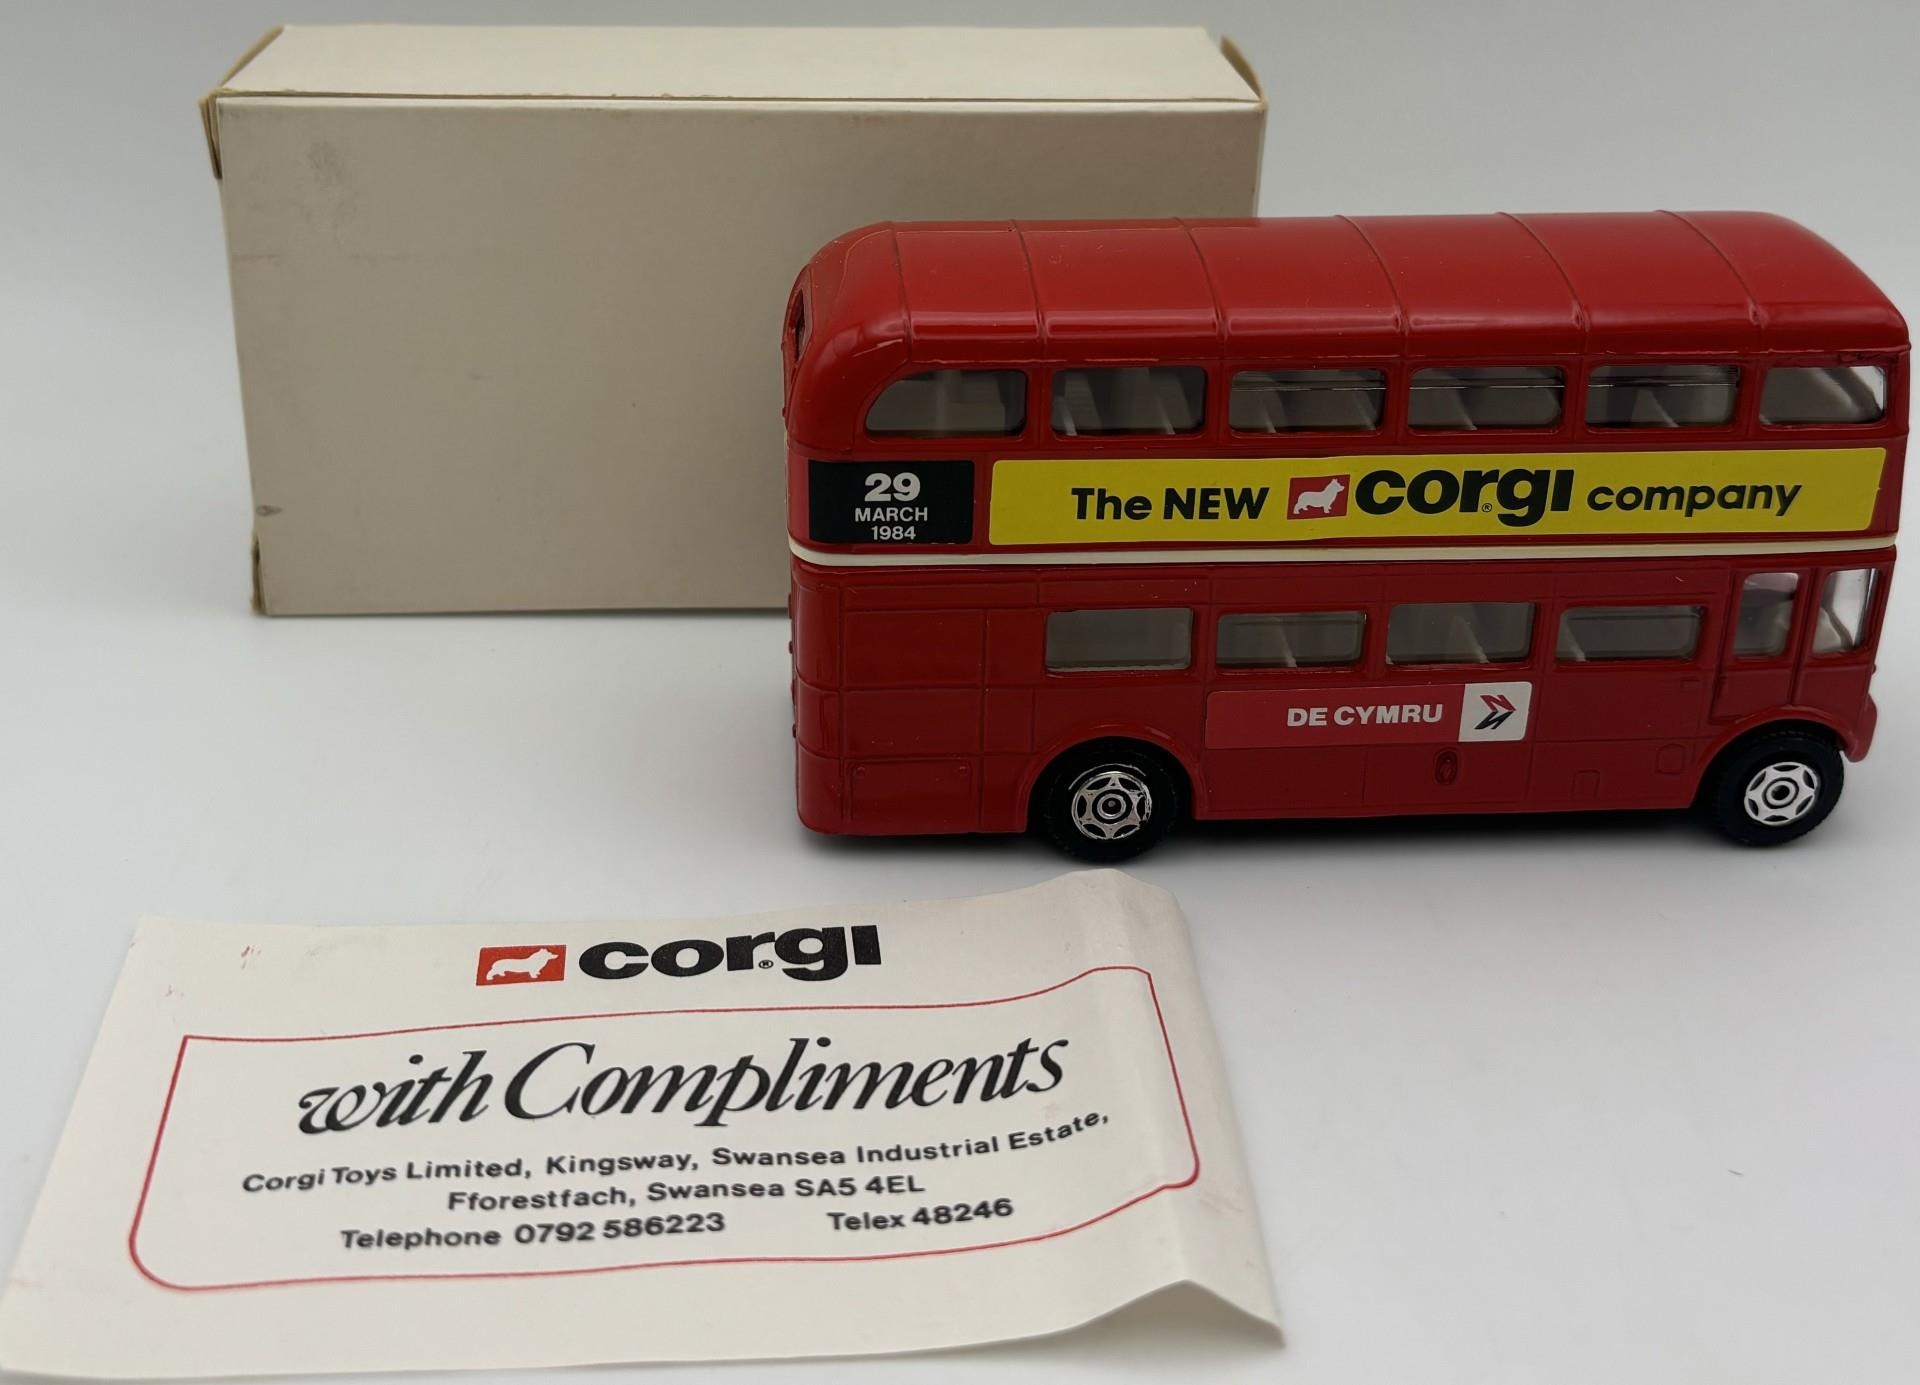 29
MARCH
1984
The NEW corgi® company
DE CYMRU
corgi®
with Compliments
Corgi Toys Limited, Kingsway, Swansea Industrial Estate,
Fforestfach, Swansea SA5 4EL
Telephone 0792 586223 Telex 48246